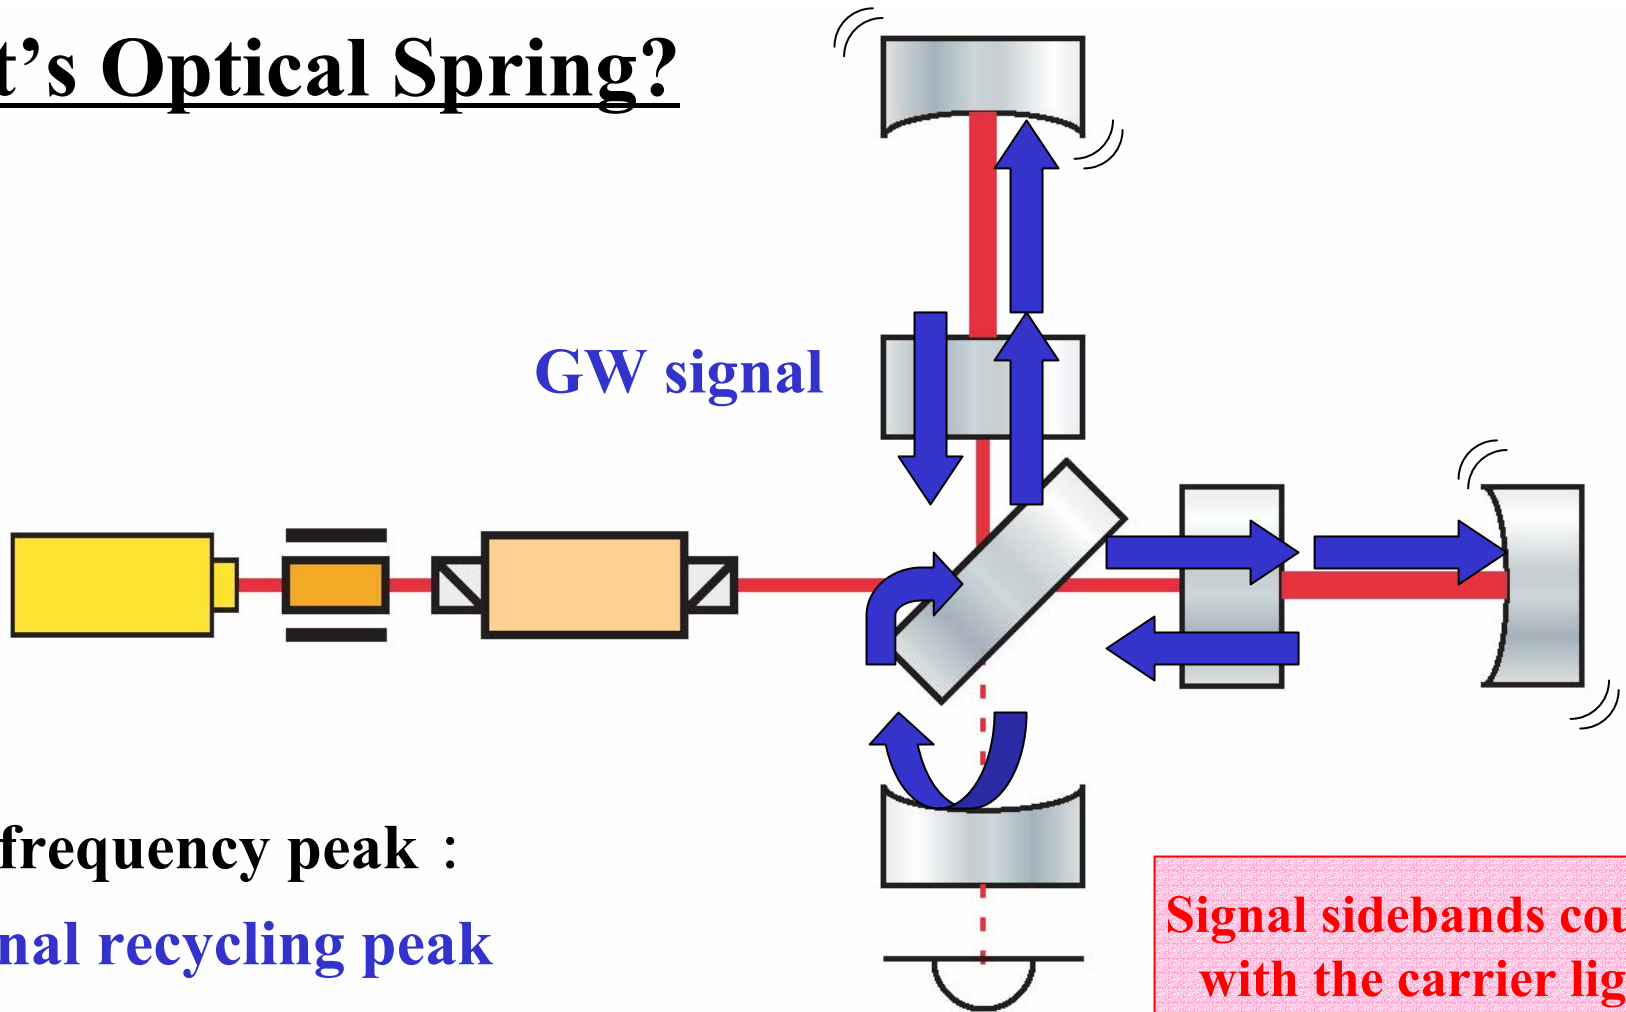 t’s Optical Spring?
GW signal
frequency peak :
nal recycling peak
Signal sidebands cou
with the carrier lig